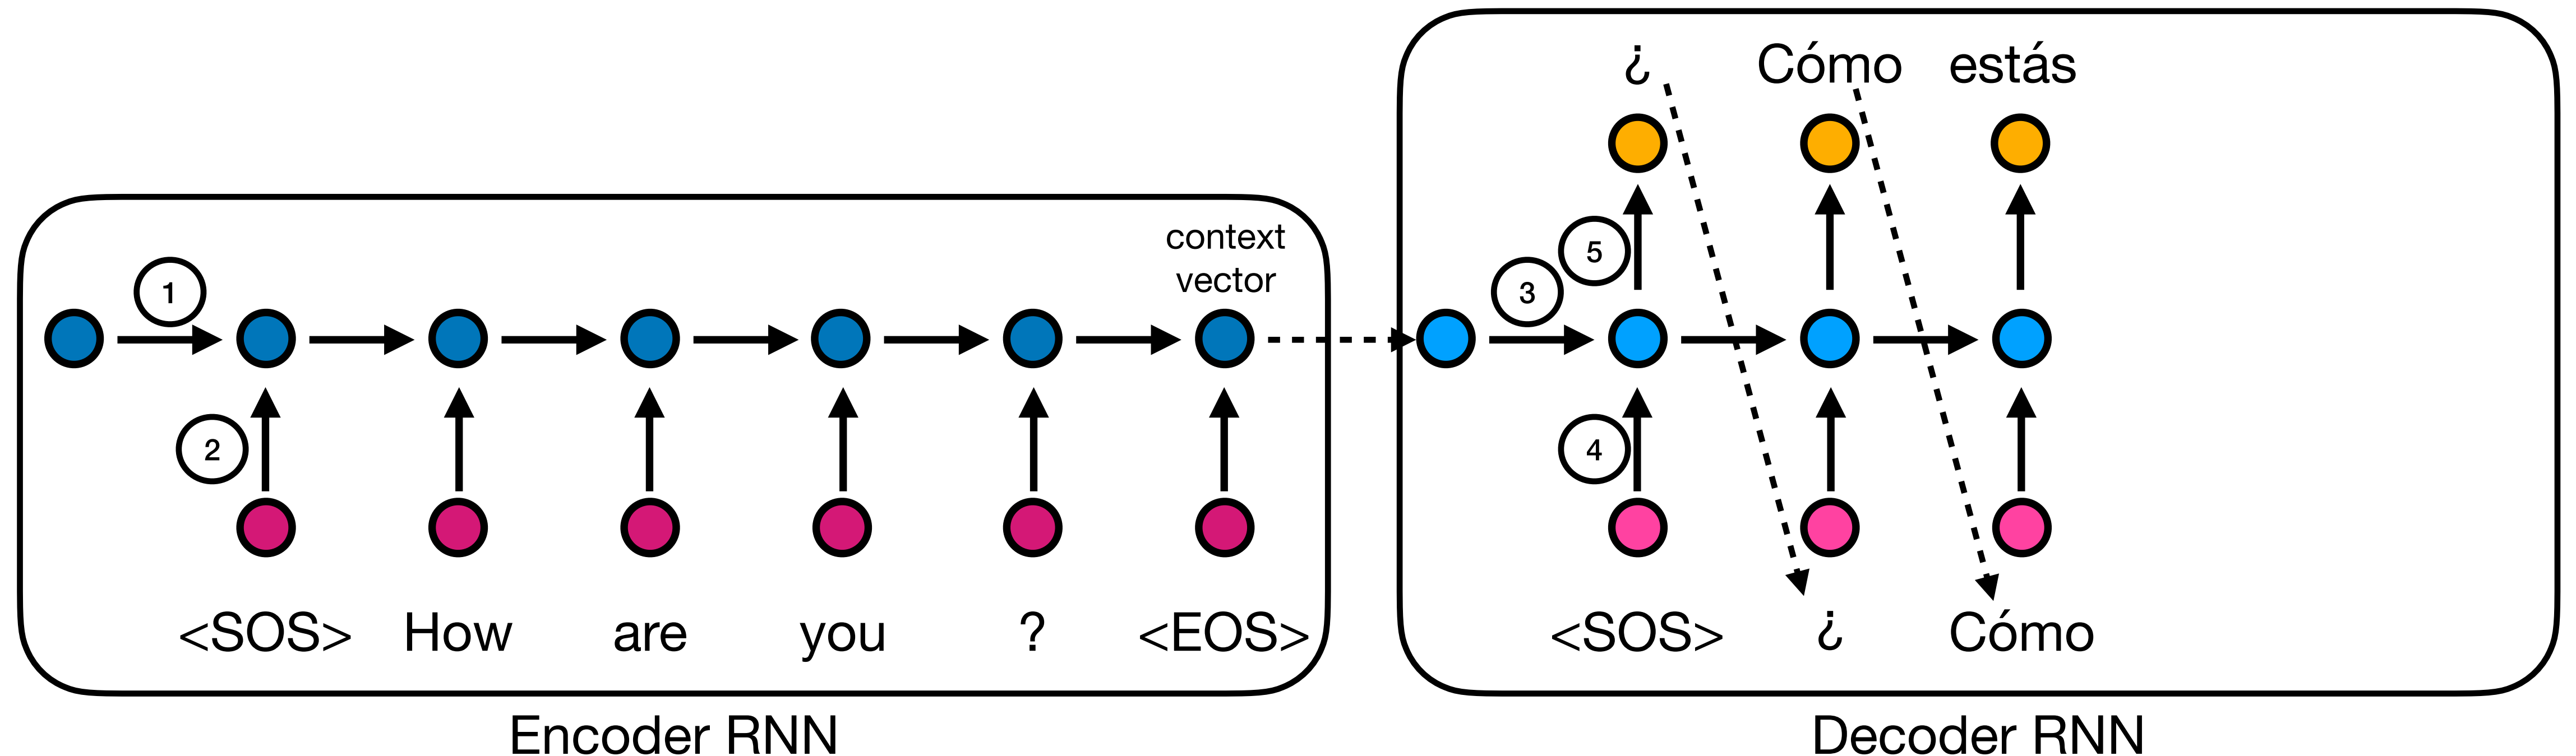 ¿ Cómo estás
context
vector
1
5
3
2
4
<SOS> How are you ? <EOS>
<SOS> ¿ Cómo
Encoder RNN
Decoder RNN